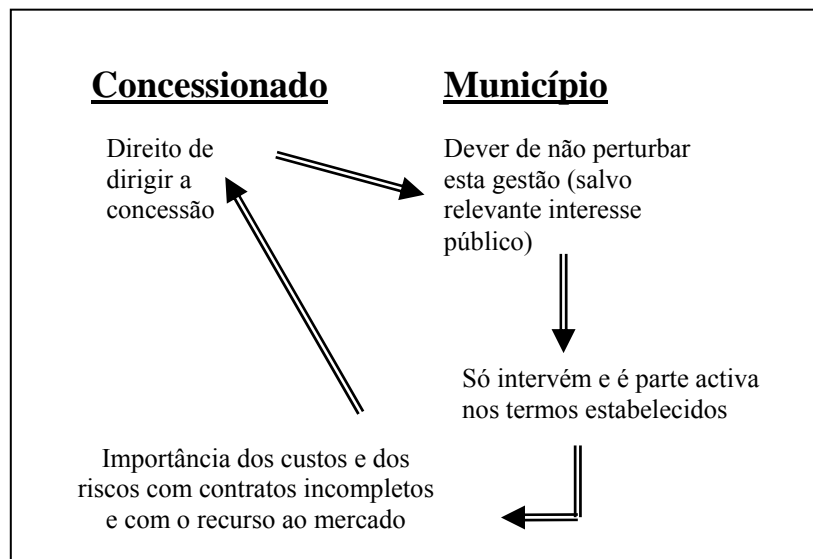 Concessionado
Município
Direito de
dirigir a
concessão
Dever de não perturbar
esta gestão (salvo
relevante interesse
público)
Só intervém e é parte activa
nos termos estabelecidos
Importância dos custos e dos
riscos com contratos incompletos
e com o recurso ao mercado